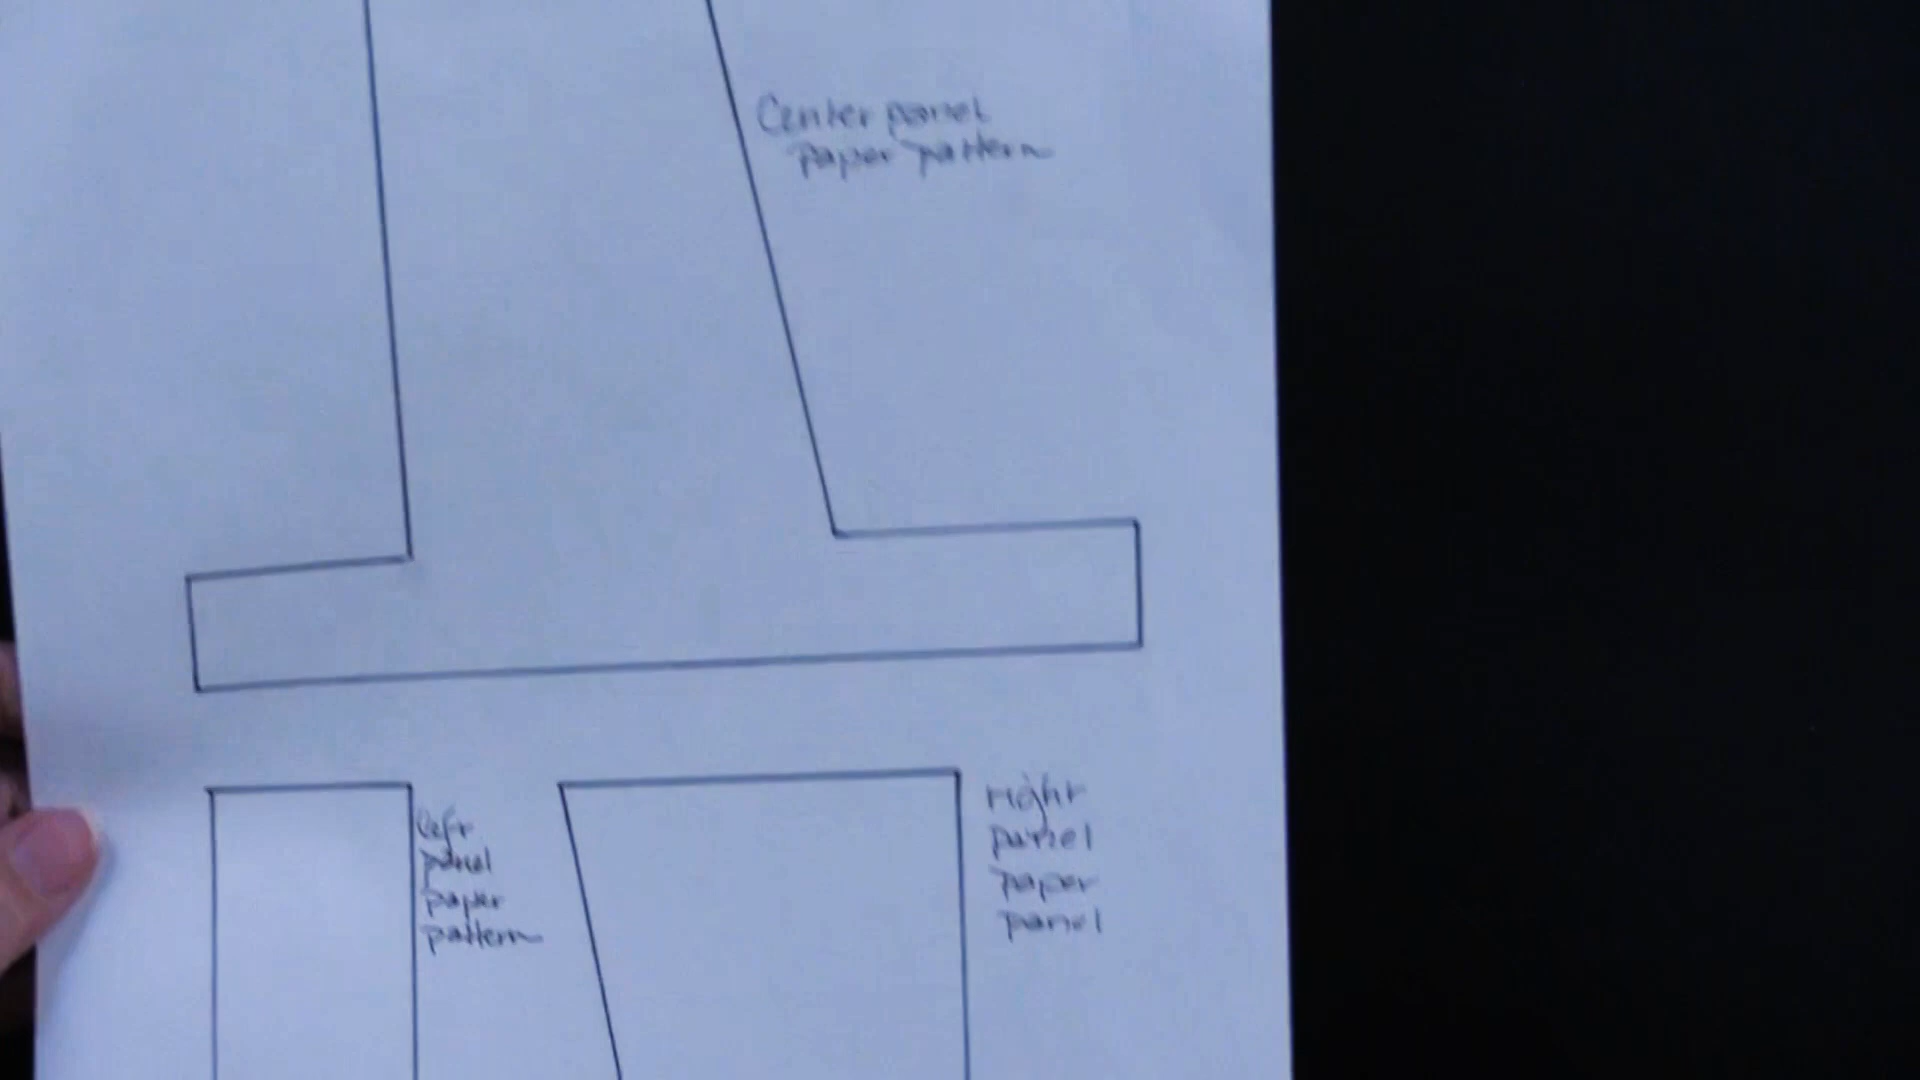 Center panel
paper pattern
left
panel
paper
pattern
right
panel
paper
panel